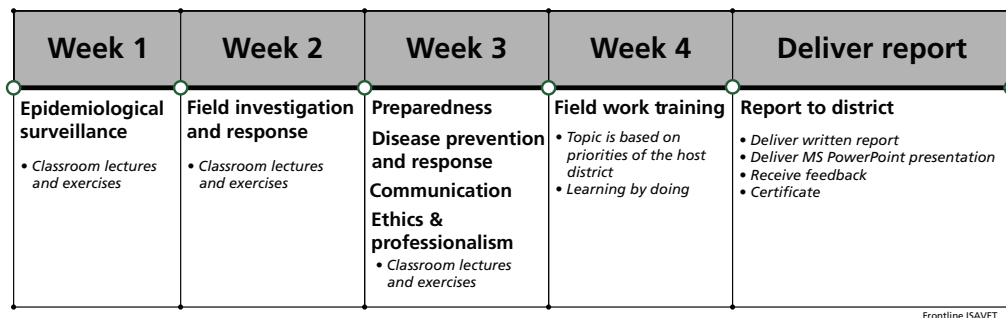 Week 1
Week 2
Week 3
Week 4
Deliver report
Epidemiological
surveillance
• Classroom lectures
and exercises
Field investigation
and response
• Classroom lectures
and exercises
Preparedness
Disease prevention
and response
Communication
Ethics &
professionalism
• Classroom lectures
and exercises
Field work training
• Topic is based on
priorities of the host
district
• Learning by doing
Report to district
• Deliver written report
• Deliver MS PowerPoint presentation
• Receive feedback
• Certificate
Frontline ISAVET